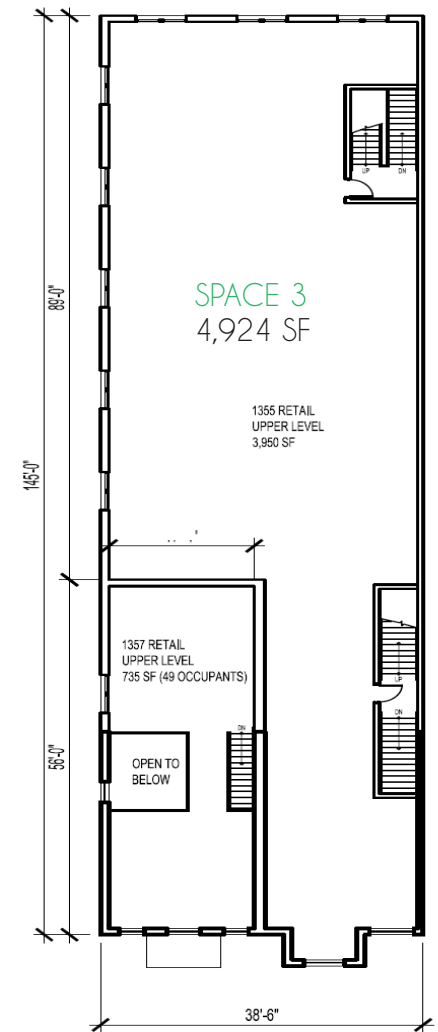 UP
DN
89'-0"
SPACE 3
4,924 SF
1355 RETAIL
UPPER LEVEL
3,950 SF
145'-0"
1357 RETAIL
UPPER LEVEL
735 SF (49 OCCUPANTS)
UP
DN
DN
56'-0"
OPEN TO
BELOW
38'-6"